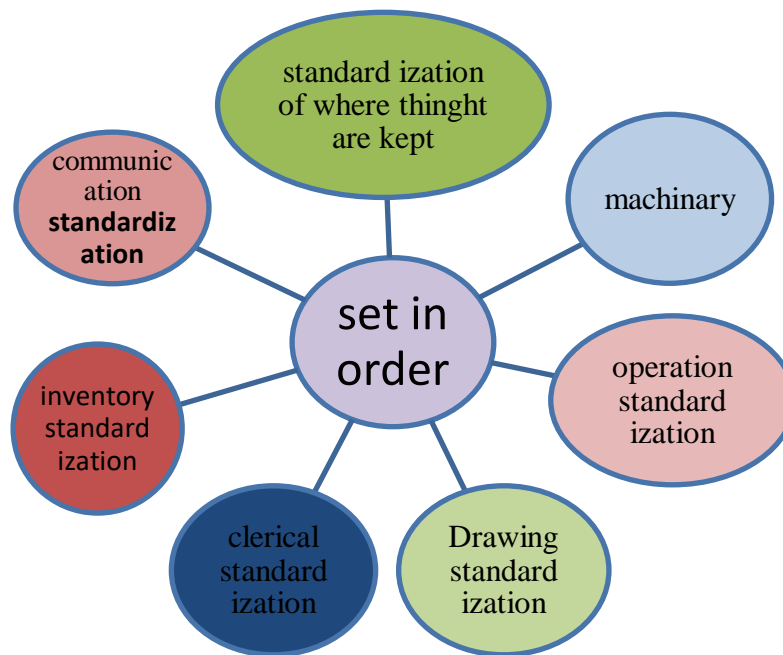 standard ization
of where thinght
are kept
communic
ation
standardiz
ation
machinary
set in
order
operation
standard
ization
inventory
standard
ization
clerical
standard
ization
Drawing
standard
ization